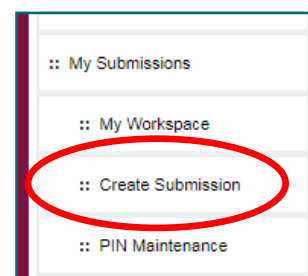 :: My Submissions
:: My Workspace
:: Create Submission
:: PIN Maintenance